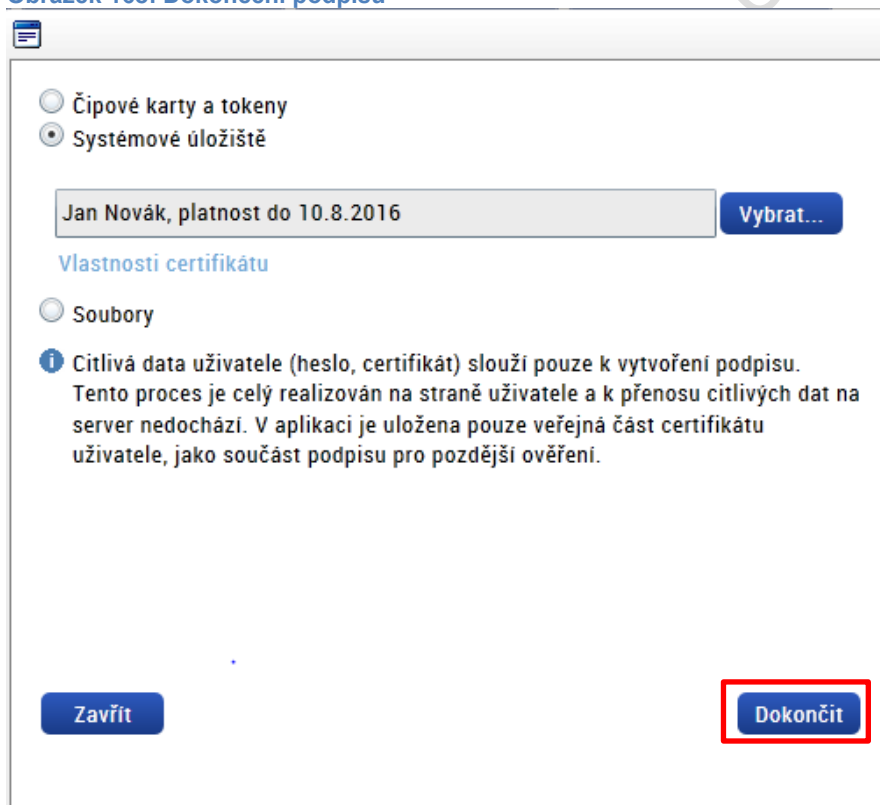 Čipové karty a tokeny
Systémové úložiště
Jan Novák, platnost do 10.8.2016
Vybrat...
Vlastnosti certifikátu
Soubory
Citlivá data uživatele (heslo, certifikát) slouží pouze k vytvoření podpisu.
Tento proces je celý realizován na straně uživatele a k přenosu citlivých dat na
server nedochází. V aplikaci je uložena pouze veřejná část certifikátu
uživatele, jako součást podpisu pro pozdější ověření.
Zavřít
Dokončit